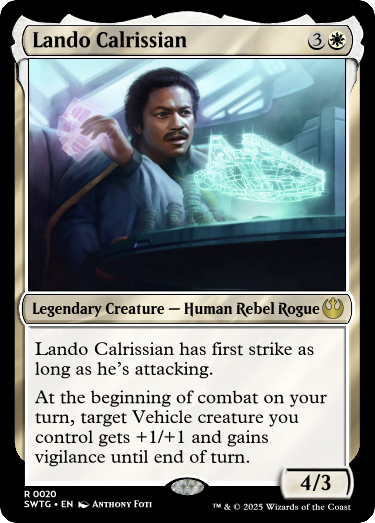 Lando Calrissian 3
Legendary Creature — Human Rebel Rogue
Lando Calrissian has first strike as
long as he's attacking.
At the beginning of combat on your
turn, target Vehicle creature you
control gets +1/+1 and gains
vigilance until end of turn.
4/3
R 0020
SWTG • EN Anthony Foti
™ & © 2025 Wizards of the Coast